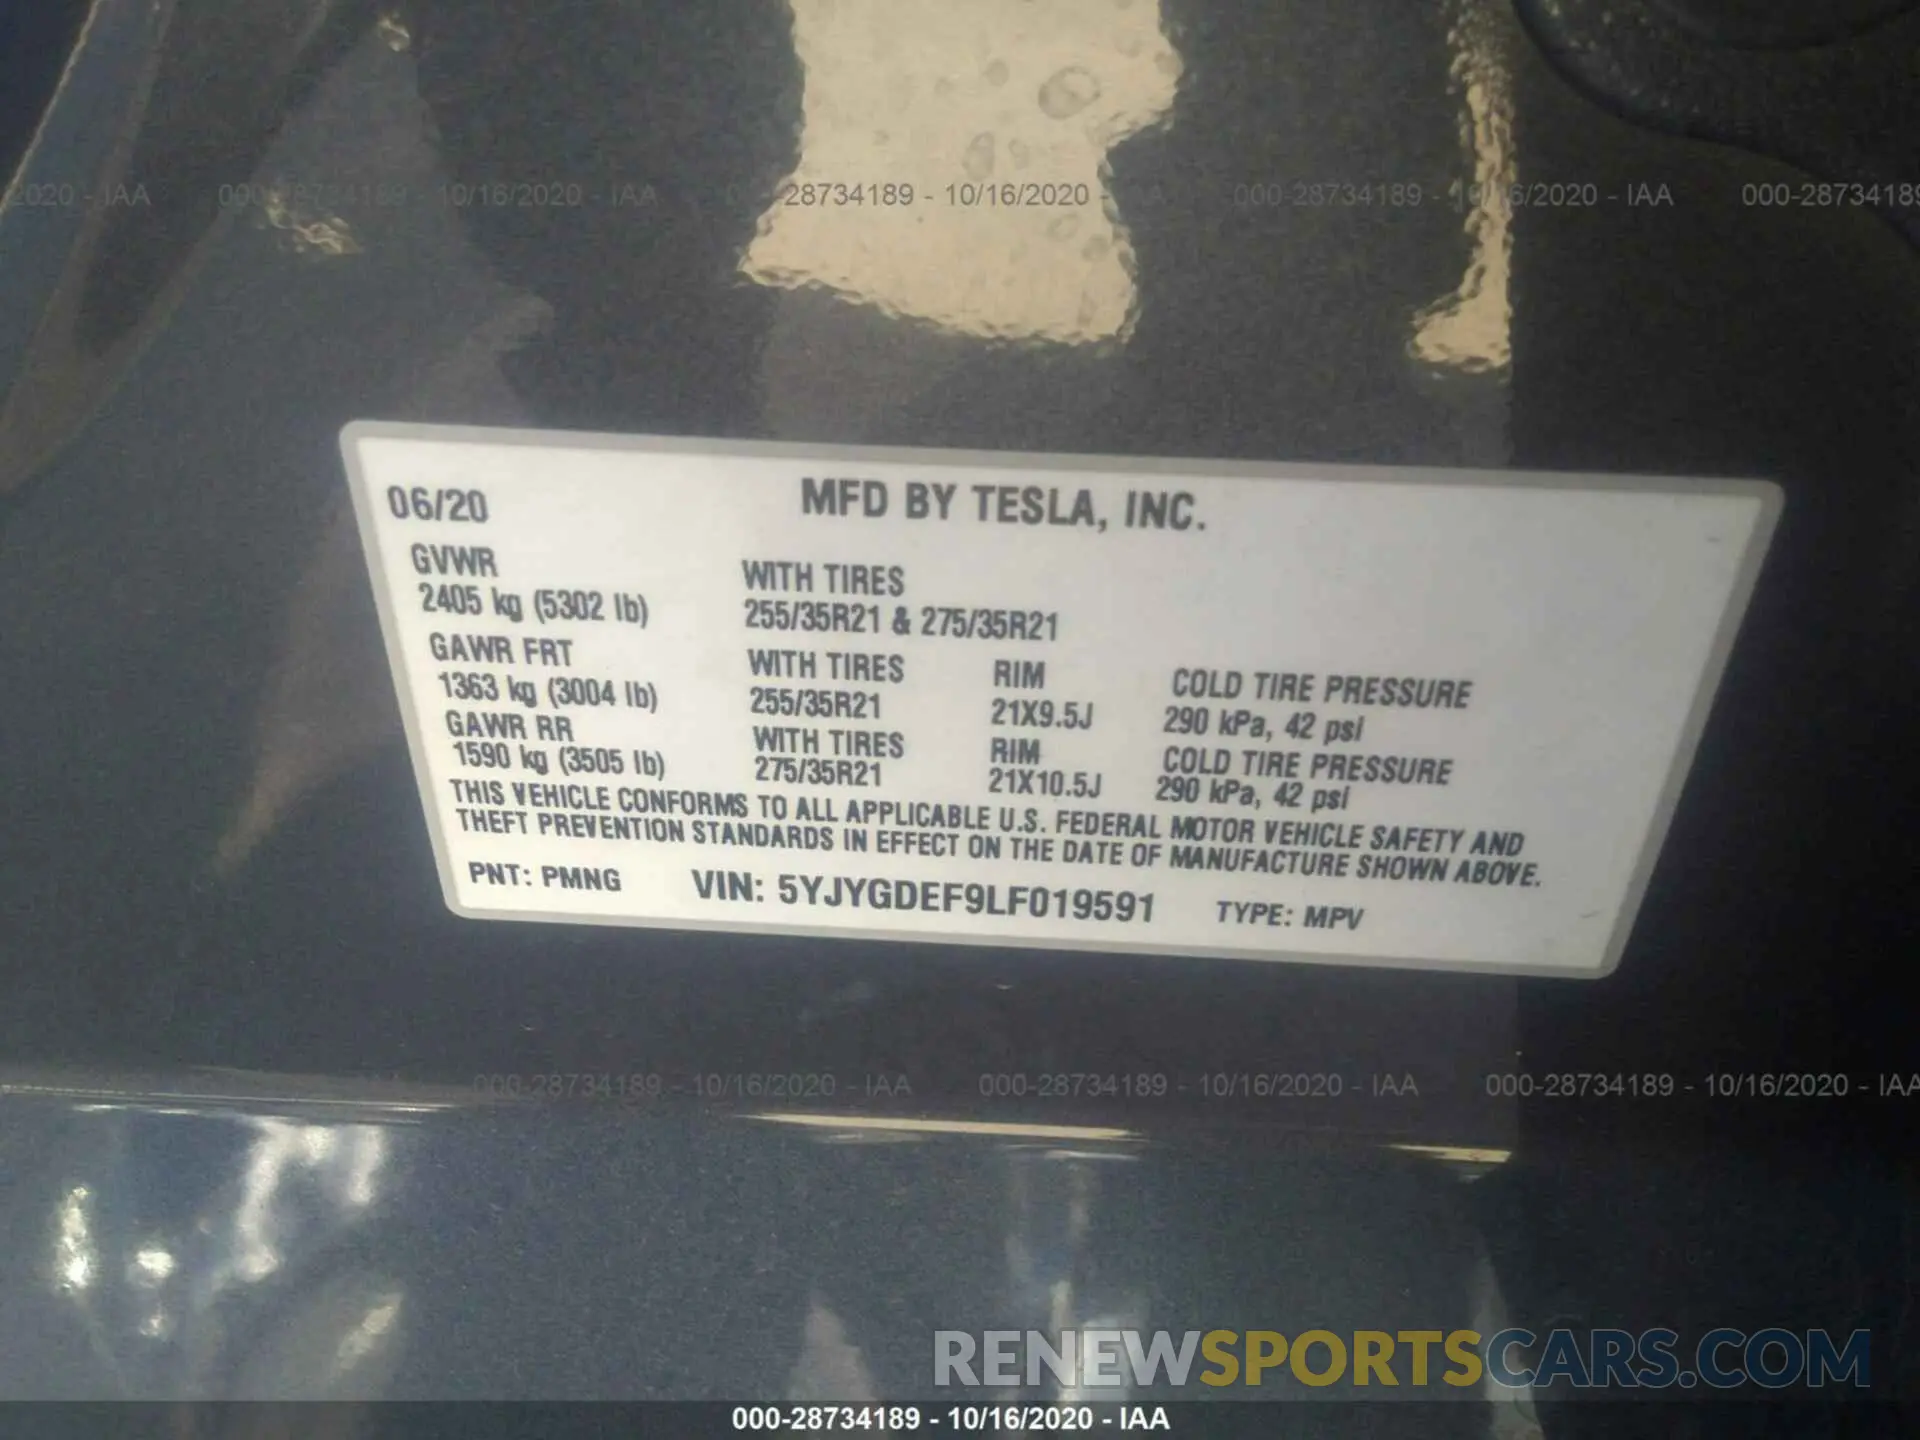 2020 - IAA 000-28734189 - 10/16/2020 - IAA 000-28734189 - 10/16/2020 - IAA 000-28734189 - 10/16/2020 - IAA 000-28734189
06/20 MFD BY TESLA, INC.
GVWR WITH TIRES
2405 kg (5302 lb) 255/35R21 & 275/35R21
GAWR FRT WITH TIRES RIM COLD TIRE PRESSURE
1363 kg (3004 lb) 255/35R21 21X9.5J 290 kPa, 42 psi
GAWR RR WITH TIRES RIM COLD TIRE PRESSURE
1590 kg (3505 lb) 275/35R21 21X10.5J 290 kPa, 42 psi
THIS VEHICLE CONFORMS TO ALL APPLICABLE U.S. FEDERAL MOTOR VEHICLE SAFETY AND
THEFT PREVENTION STANDARDS IN EFFECT ON THE DATE OF MANUFACTURE SHOWN ABOVE.
PNT: PMNG VIN: 5YJYGDEF9LF019591 TYPE: MPV
000-28734189 - 10/16/2020 - IAA 000-28734189 - 10/16/2020 - IAA 000-28734189 - 10/16/2020 - IAA
RENEWSPORTSCARS.COM
000-28734189 - 10/16/2020 - IAA